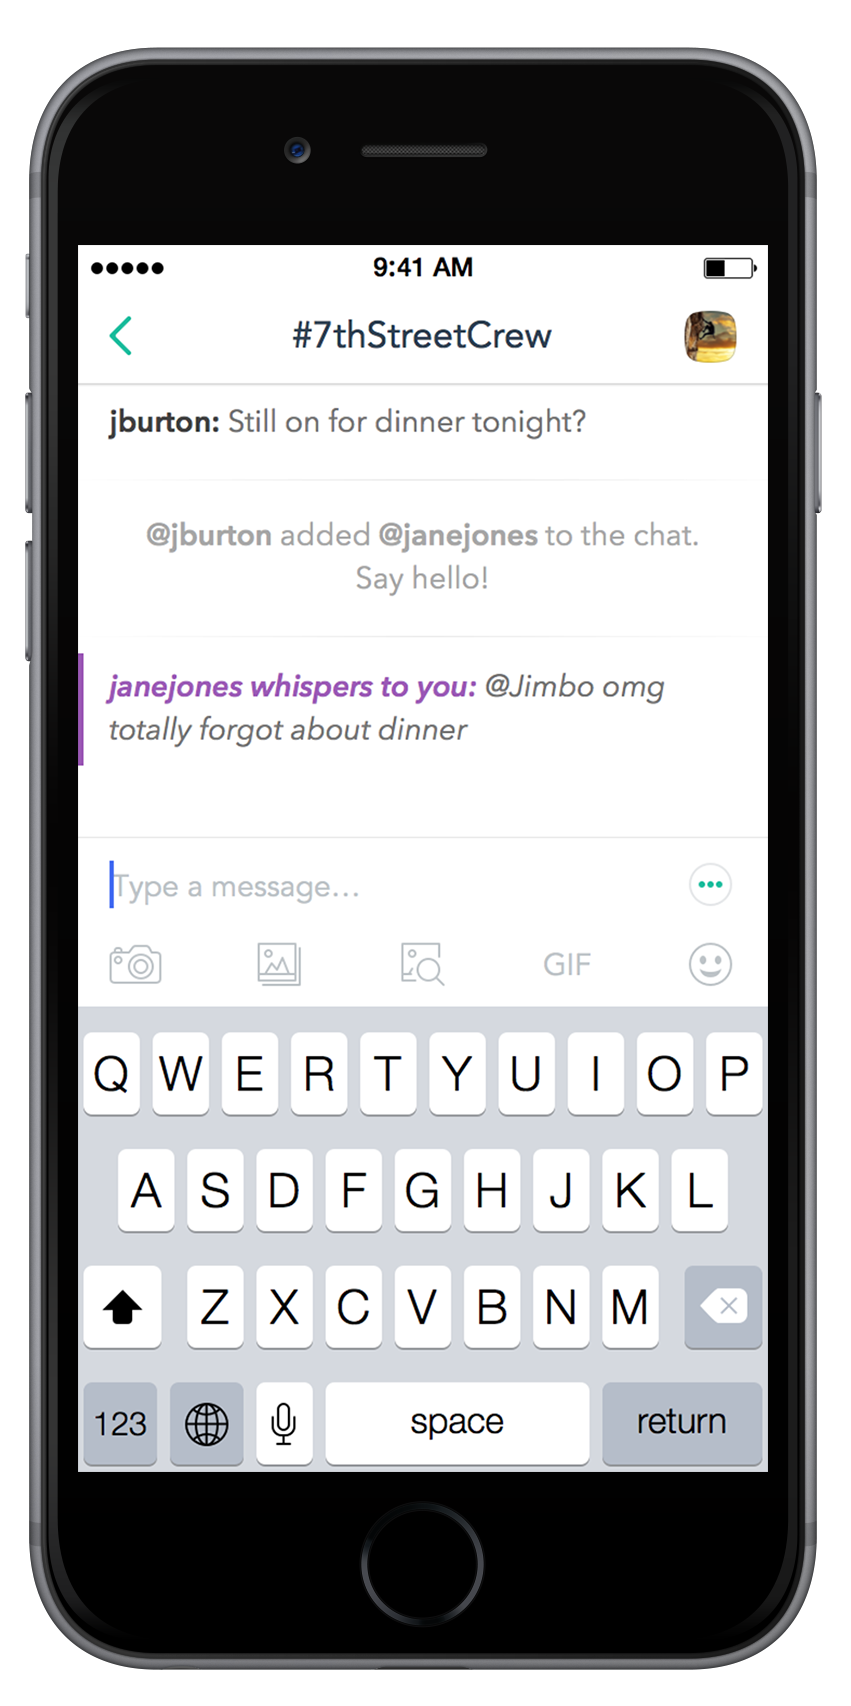 9:41 AM
#7thStreetCrew
jburton: Still on for dinner tonight?
@jburton added @janejones to the chat.
Say hello!
janejones whispers to you: @Jimbo omg
totally forgot about dinner
Type a message...
GIF
Q W E R T Y U I O P
A S D F G H J K L
Z X C V B N M
123 space return